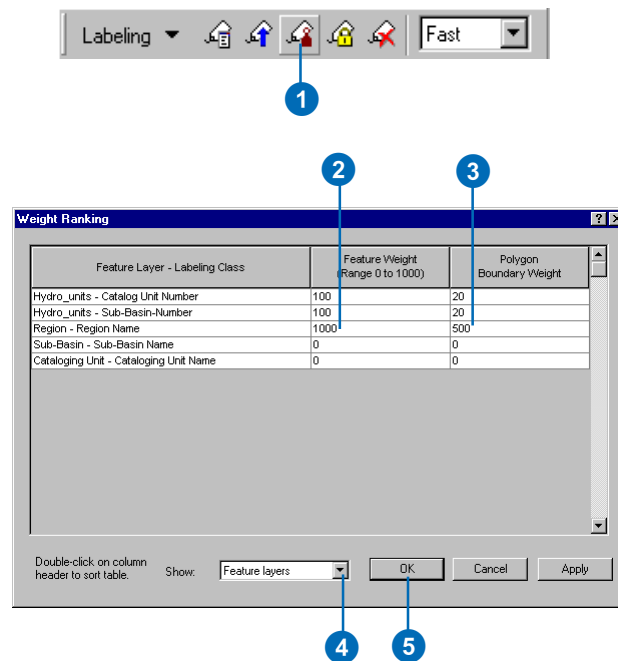 Labeling Fast
1
2 3
Weight Ranking
Feature Layer - Labeling Class Feature Weight (Range 0 to 1000) Polygon Boundary Weight
Hydro_units - Catalog Unit Number 100 20
Hydro_units - Sub-Basin-Number 100 20
Region - Region Name 1000 500
Sub-Basin - Sub-Basin Name 0 0
Cataloging Unit - Cataloging Unit Name 0 0
Double-click on column
header to sort table. Show: Feature layers OK Cancel Apply
4 5